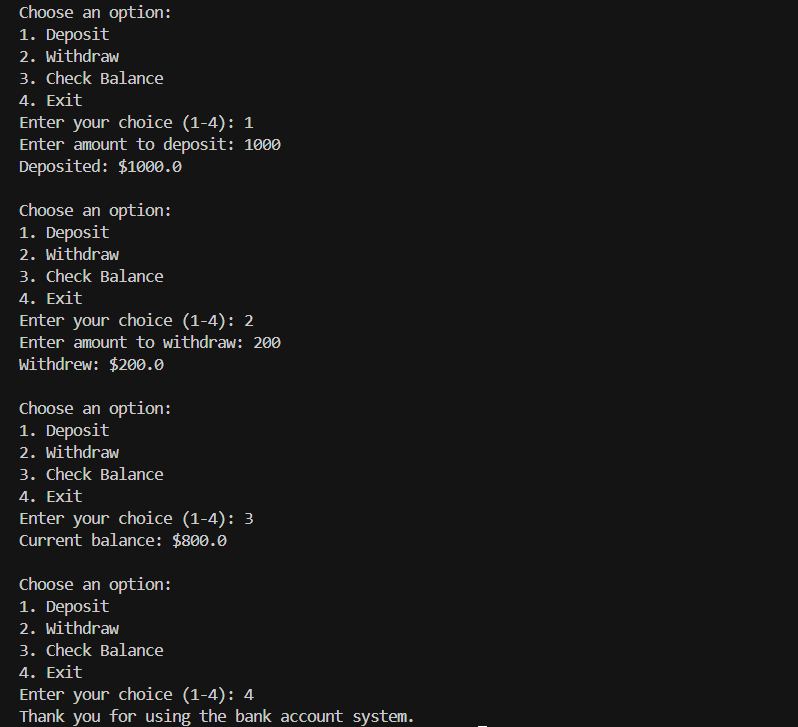 Choose an option:
1. Deposit
2. Withdraw
3. Check Balance
4. Exit
Enter your choice (1-4): 1
Enter amount to deposit: 1000
Deposited: $1000.0
Choose an option:
1. Deposit
2. Withdraw
3. Check Balance
4. Exit
Enter your choice (1-4): 2
Enter amount to withdraw: 200
Withdrew: $200.0
Choose an option:
1. Deposit
2. Withdraw
3. Check Balance
4. Exit
Enter your choice (1-4): 3
Current balance: $800.0
Choose an option:
1. Deposit
2. Withdraw
3. Check Balance
4. Exit
Enter your choice (1-4): 4
Thank you for using the bank account system.